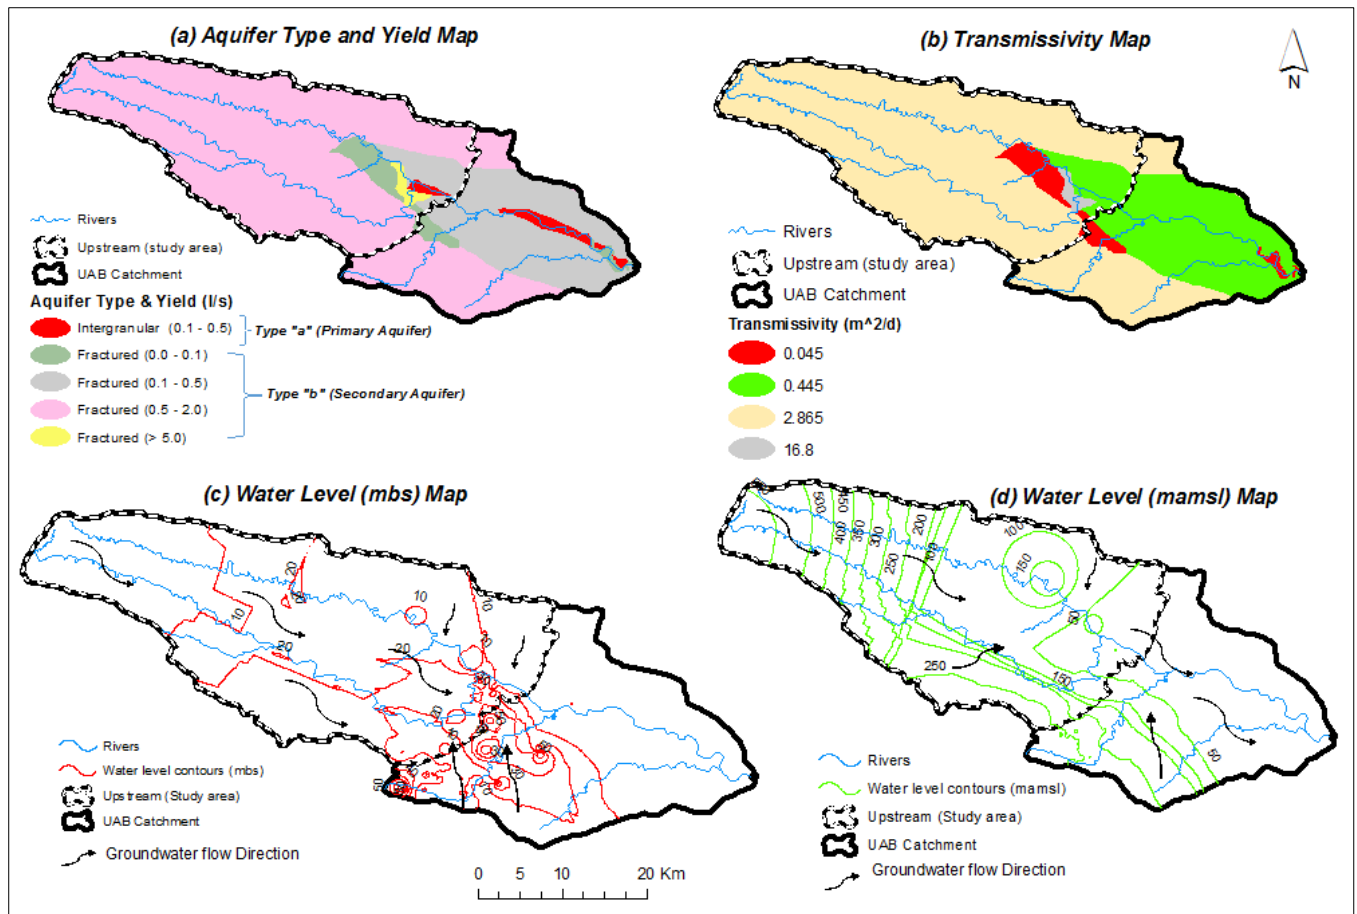 (a) Aquifer Type and Yield Map
Rivers
Upstream (study area)
UAB Catchment
Aquifer Type & Yield (l/s)
Intergranular (0.1 - 0.5)
Type "a" (Primary Aquifer)
Fractured (0.0 - 0.1)
Fractured (0.1 - 0.5)
Type "b" (Secondary Aquifer)
Fractured (0.5 - 2.0)
Fractured (> 5.0)
(b) Transmissivity Map
N
Rivers
Upstream (study area)
UAB Catchment
Transmissivity (m^2/d)
0.045
0.445
2.865
16.8
(c) Water Level (mbs) Map
20
10
10
10
20
20
20
Rivers
Water level contours (mbs)
Upstream (Study area)
UAB Catchment
Groundwater flow Direction
0 5 10 20 Km
(d) Water Level (mamsl) Map
500
450
400
350
300
250
200
100
100
150
50
250
150
50
Rivers
Water level contours (mamsl)
Upstream (Study area)
UAB Catchment
Groundwater flow Direction